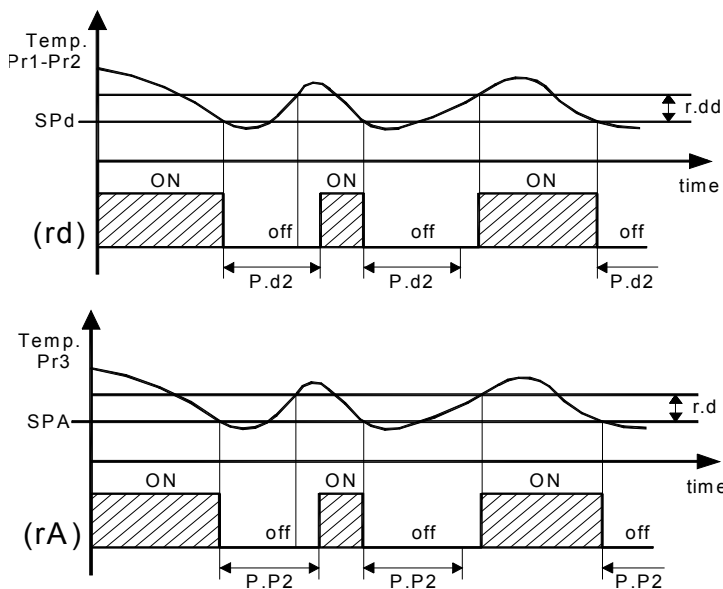 Temp.
Pr1-Pr2
r.dd
SPd
time
ON
ON
ON
(rd)
off
off
off
P.d2
P.d2
P.d2
Temp.
Pr3
r.d
SPA
time
ON
ON
ON
(rA)
off
off
off
P.P2
P.P2
P.P2